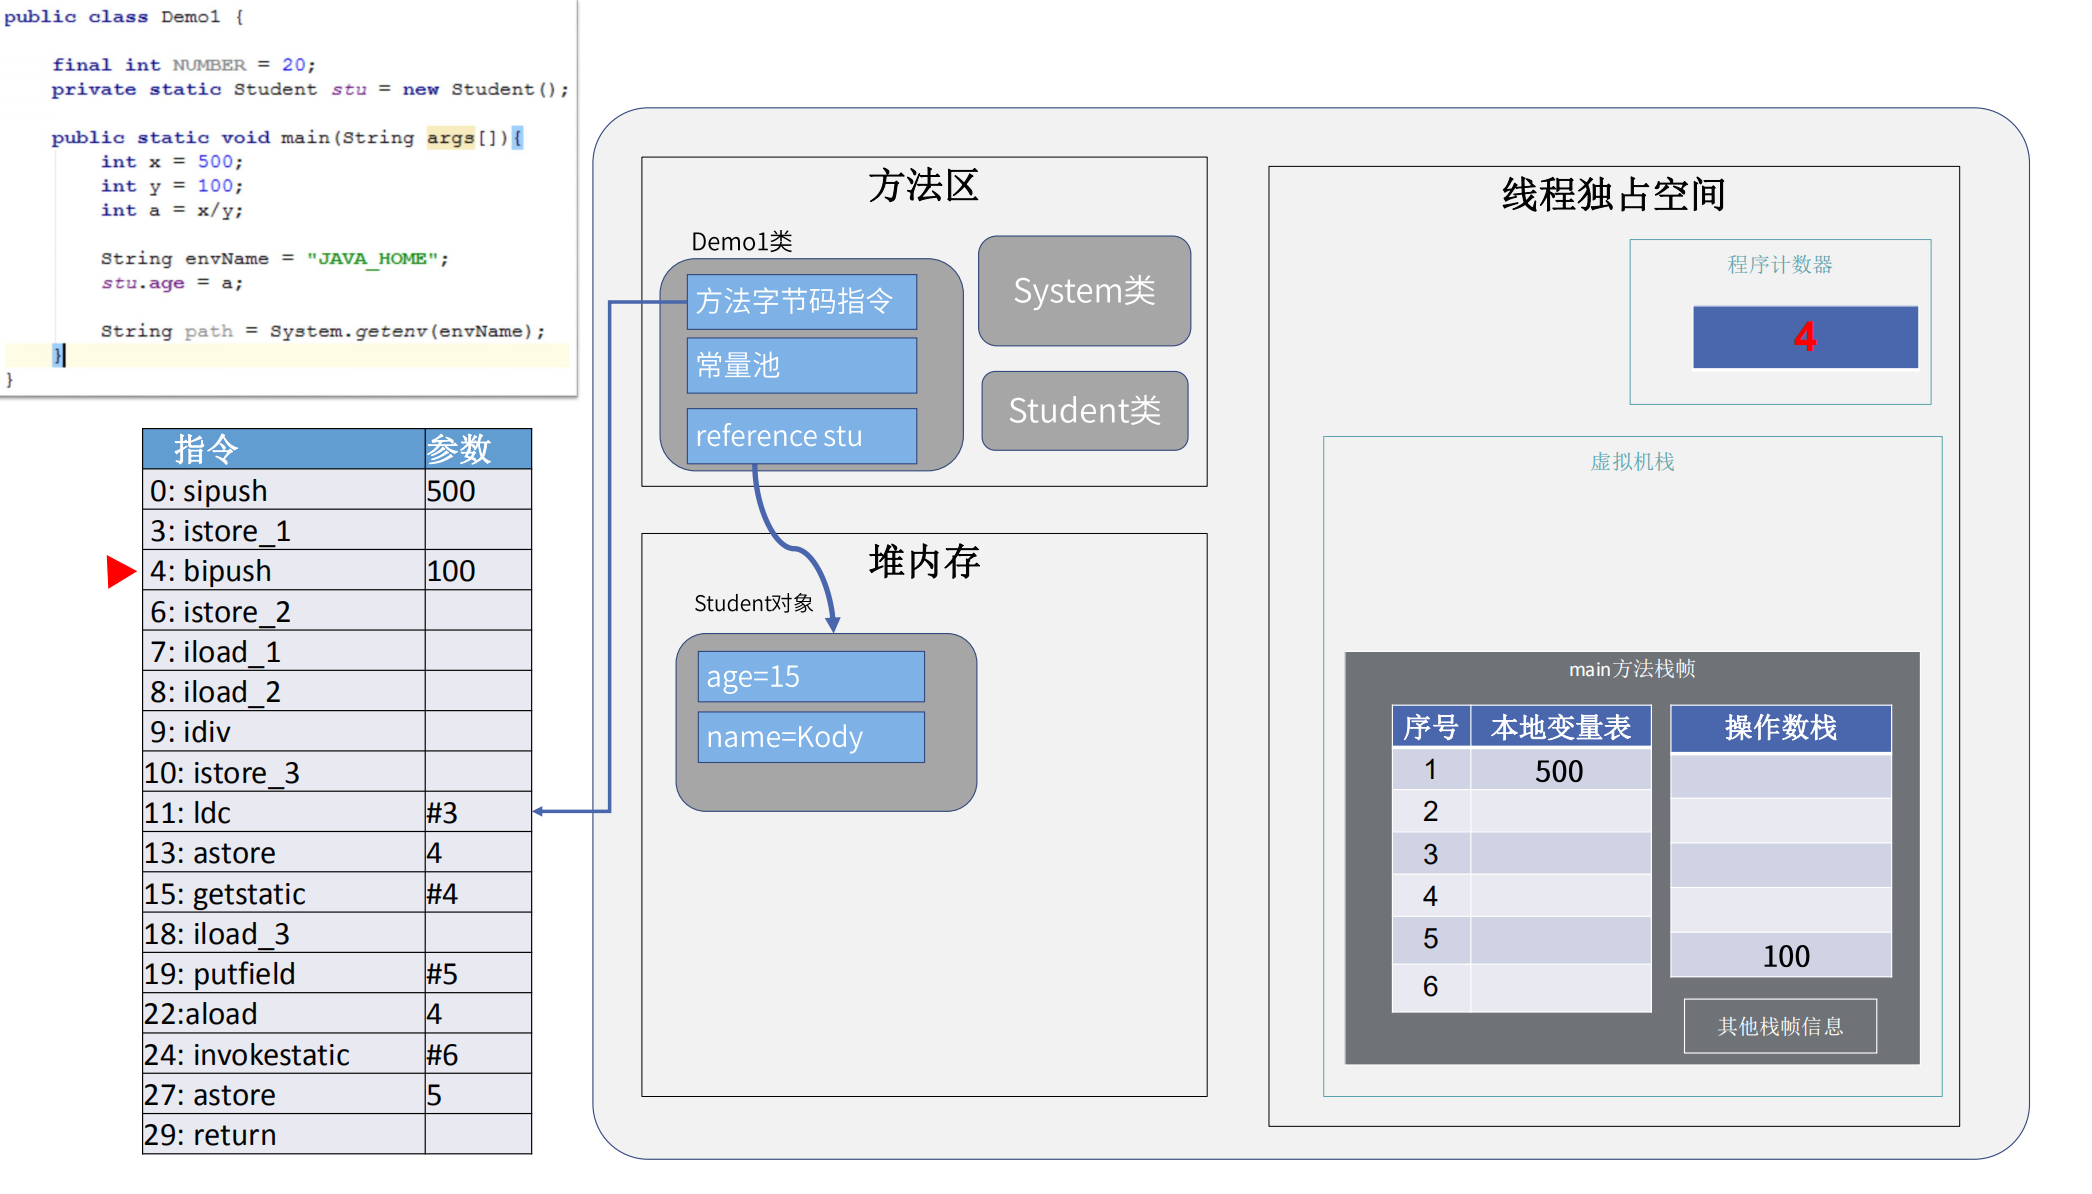 public class Demo1 {
final int NUMBER = 20;
private static Student stu = new Student();
public static void main(String args[]){
int x = 500;
int y = 100;
int a = x/y;
String envName = "JAVA_HOME";
stu.age = a;
String path = System.getenv(envName);
}
}
指令 参数
0: sipush 500
3: istore_1
4: bipush 100
6: istore_2
7: iload_1
8: iload_2
9: idiv
10: istore_3
11: ldc #3
13: astore 4
15: getstatic #4
18: iload_3
19: putfield #5
22:aload 4
24: invokestatic #6
27: astore 5
29: return
方法区
Demo1类
方法字节码指令
常量池
reference stu
System类
Student类
堆内存
Student对象
age=15
name=Kody
线程独占空间
程序计数器
4
虚拟机栈
main方法栈帧
序号 本地变量表
1 500
2
3
4
5
6
操作数栈
100
其他栈帧信息